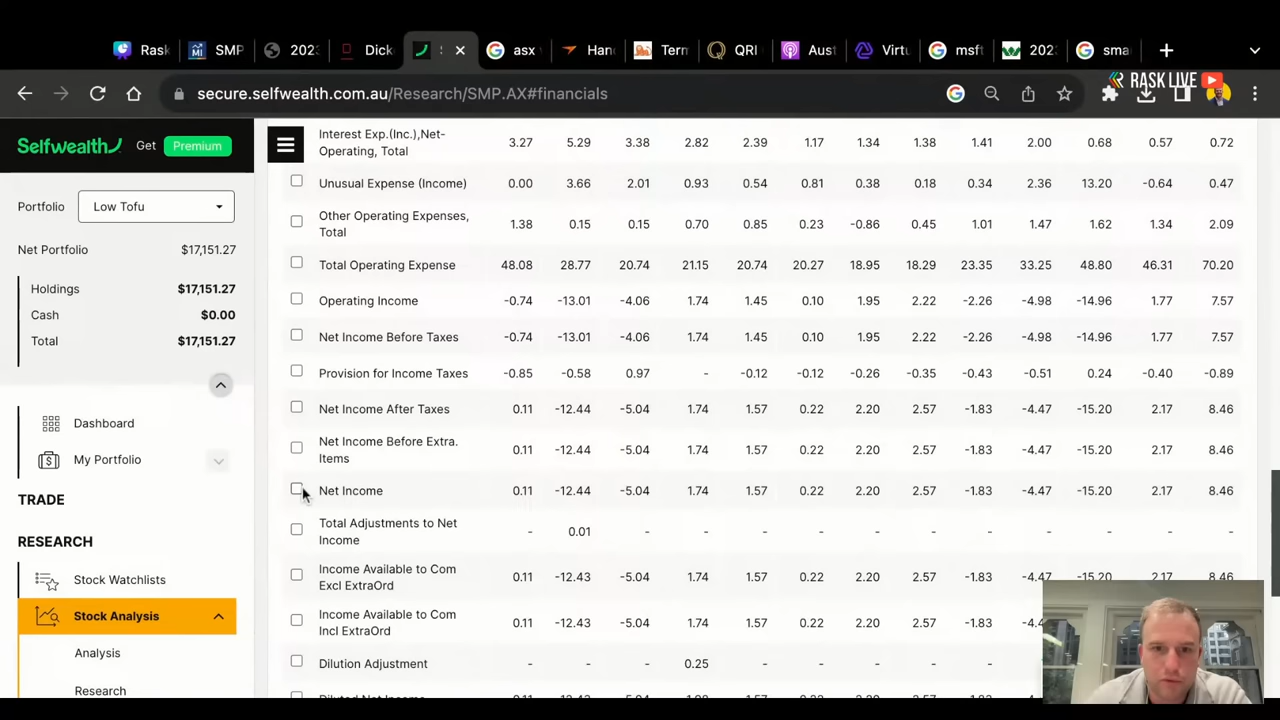 Rask
SMP
2023
Dick
S
asx
Hand
Term
QRI
Aust
Virtu
msft
2023
sma
RASK LIVE
secure.selfwealth.com.au/Research/SMP.AX#financials
Selfwealth Get Premium
Portfolio Low Tofu
Net Portfolio $17,151.27
Holdings $17,151.27
Cash $0.00
Total $17,151.27
Dashboard
My Portfolio
TRADE
RESEARCH
Stock Watchlists
Stock Analysis
Analysis
Research
Interest Exp.(Inc.),Net-
Operating, Total 3.27 5.29 3.38 2.82 2.39 1.17 1.34 1.38 1.41 2.00 0.68 0.57 0.72
Unusual Expense (Income) 0.00 3.66 2.01 0.93 0.54 0.81 0.38 0.18 0.34 2.36 13.20 -0.64 0.47
Other Operating Expenses,
Total 1.38 0.15 0.15 0.70 0.85 0.23 -0.86 0.45 1.01 1.47 1.62 1.34 2.09
Total Operating Expense 48.08 28.77 20.74 21.15 20.74 20.27 18.95 18.29 23.35 33.25 48.80 46.31 70.20
Operating Income -0.74 -13.01 -4.06 1.74 1.45 0.10 1.95 2.22 -2.26 -4.98 -14.96 1.77 7.57
Net Income Before Taxes -0.74 -13.01 -4.06 1.74 1.45 0.10 1.95 2.22 -2.26 -4.98 -14.96 1.77 7.57
Provision for Income Taxes -0.85 -0.58 0.97 - -0.12 -0.12 -0.26 -0.35 -0.43 -0.51 0.24 -0.40 -0.89
Net Income After Taxes 0.11 -12.44 -5.04 1.74 1.57 0.22 2.20 2.57 -1.83 -4.47 -15.20 2.17 8.46
Net Income Before Extra.
Items 0.11 -12.44 -5.04 1.74 1.57 0.22 2.20 2.57 -1.83 -4.47 -15.20 2.17 8.46
Net Income 0.11 -12.44 -5.04 1.74 1.57 0.22 2.20 2.57 -1.83 -4.47 -15.20 2.17 8.46
Total Adjustments to Net
Income - 0.01 - - - - - - - - - - -
Income Available to Com
Excl ExtraOrd 0.11 -12.43 -5.04 1.74 1.57 0.22 2.20 2.57 -1.83 -4.47 -15.20 2.17 8.46
Income Available to Com
Incl ExtraOrd 0.11 -12.43 -5.04 1.74 1.57 0.22 2.20 2.57 -1.83
Dilution Adjustment - - - 0.25 - - - - -